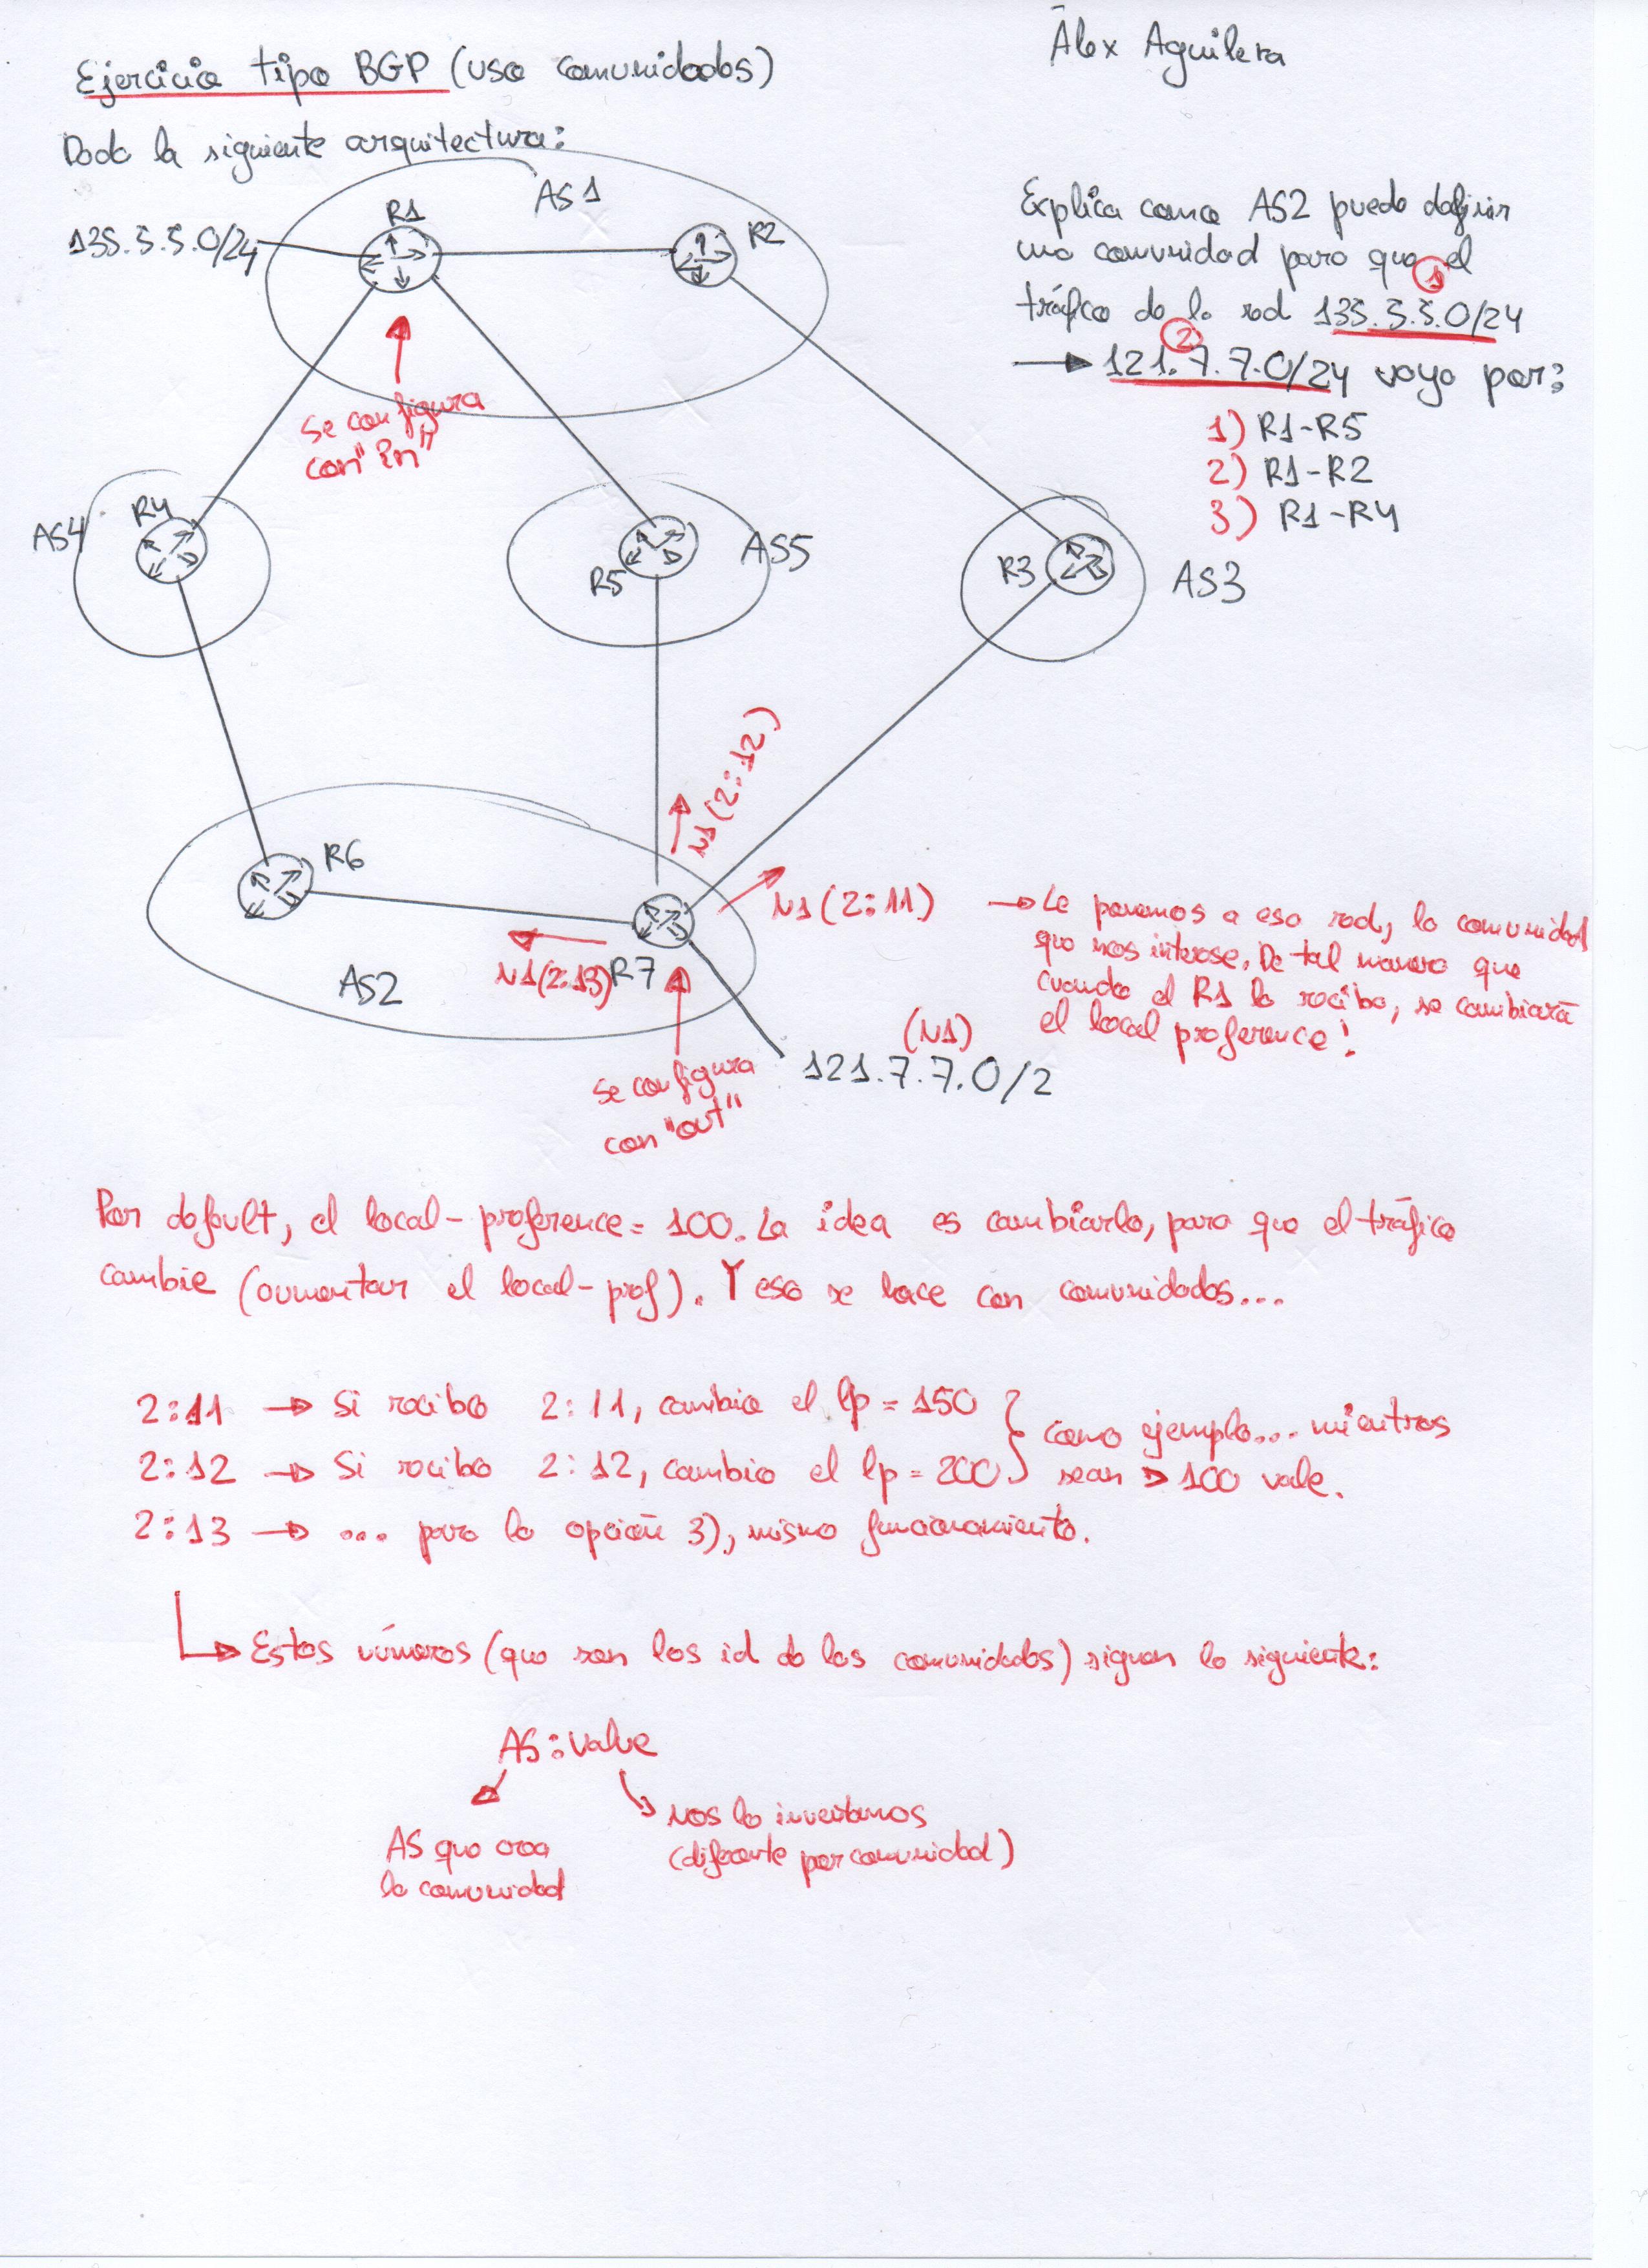 Álex Aguilera
Ejercicio tipo BGP (uso comunidades)
Dada la siguiente arquitectura:
AS1
R1
R2
135.5.5.0/24
Explica como AS2 puede definir
una comunidad para que el
1
tráfico de la red 135.5.5.0/24
2
→ 121.7.7.0/24 vaya por:
1) R1-R5
2) R1-R2
3) R1-R4
Se configura
con "in"
AS4
R4
R5
AS5
R3
AS3
N1 (2:12)
R6
N1 (2:11)
→ Le ponemos a esa red, la comunidad
que nos interese. De tal manera que
cuando el R1 lo reciba, se cambiará
el local preference!
N1(2:13)
R7
AS2
(N1)
121.7.7.0/2
Se configura
con "out"
Por default, el local-preference = 100. La idea es cambiarlo, para que el tráfico
cambie (aumentar el local-pref). Y eso se hace con comunidades...
2:11 → Si recibo 2:11, cambio el lp = 150
2:12 → Si recibo 2:12, cambio el lp = 200
como ejemplo... mientras
sean > 100 vale.
2:13 → ... para la opción 3), mismo funcionamiento.
Estos números (que son los id de las comunidades) siguen lo siguiente:
AS:value
AS que crea
la comunidad
Nos lo inventamos
(diferente por comunidad)